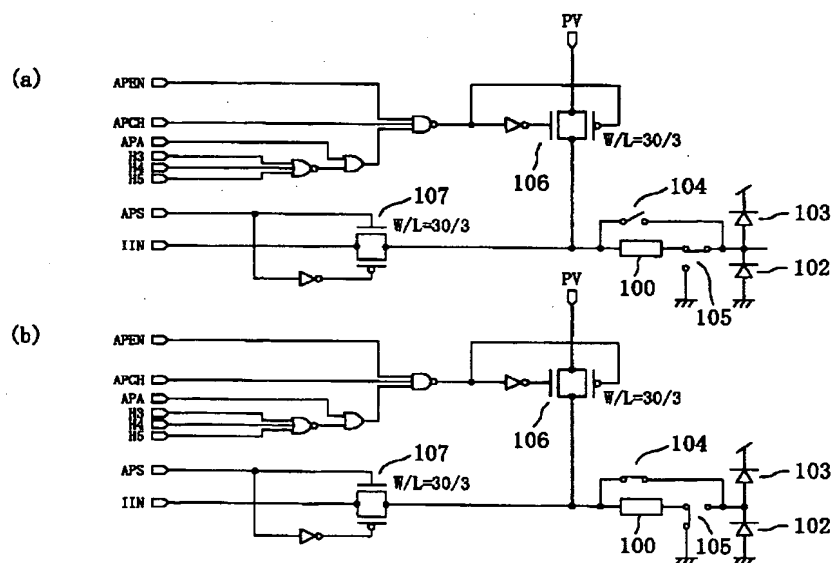 (a)
PV
APEN
APCH
APA
H3
H4
H5
W/L=30/3
106
104
103
107
APS
W/L=30/3
IIN
100
102
105
(b)
PV
APEN
APCH
APA
H3
H4
H5
W/L=30/3
106
104
103
107
APS
W/L=30/3
IIN
100
105
102